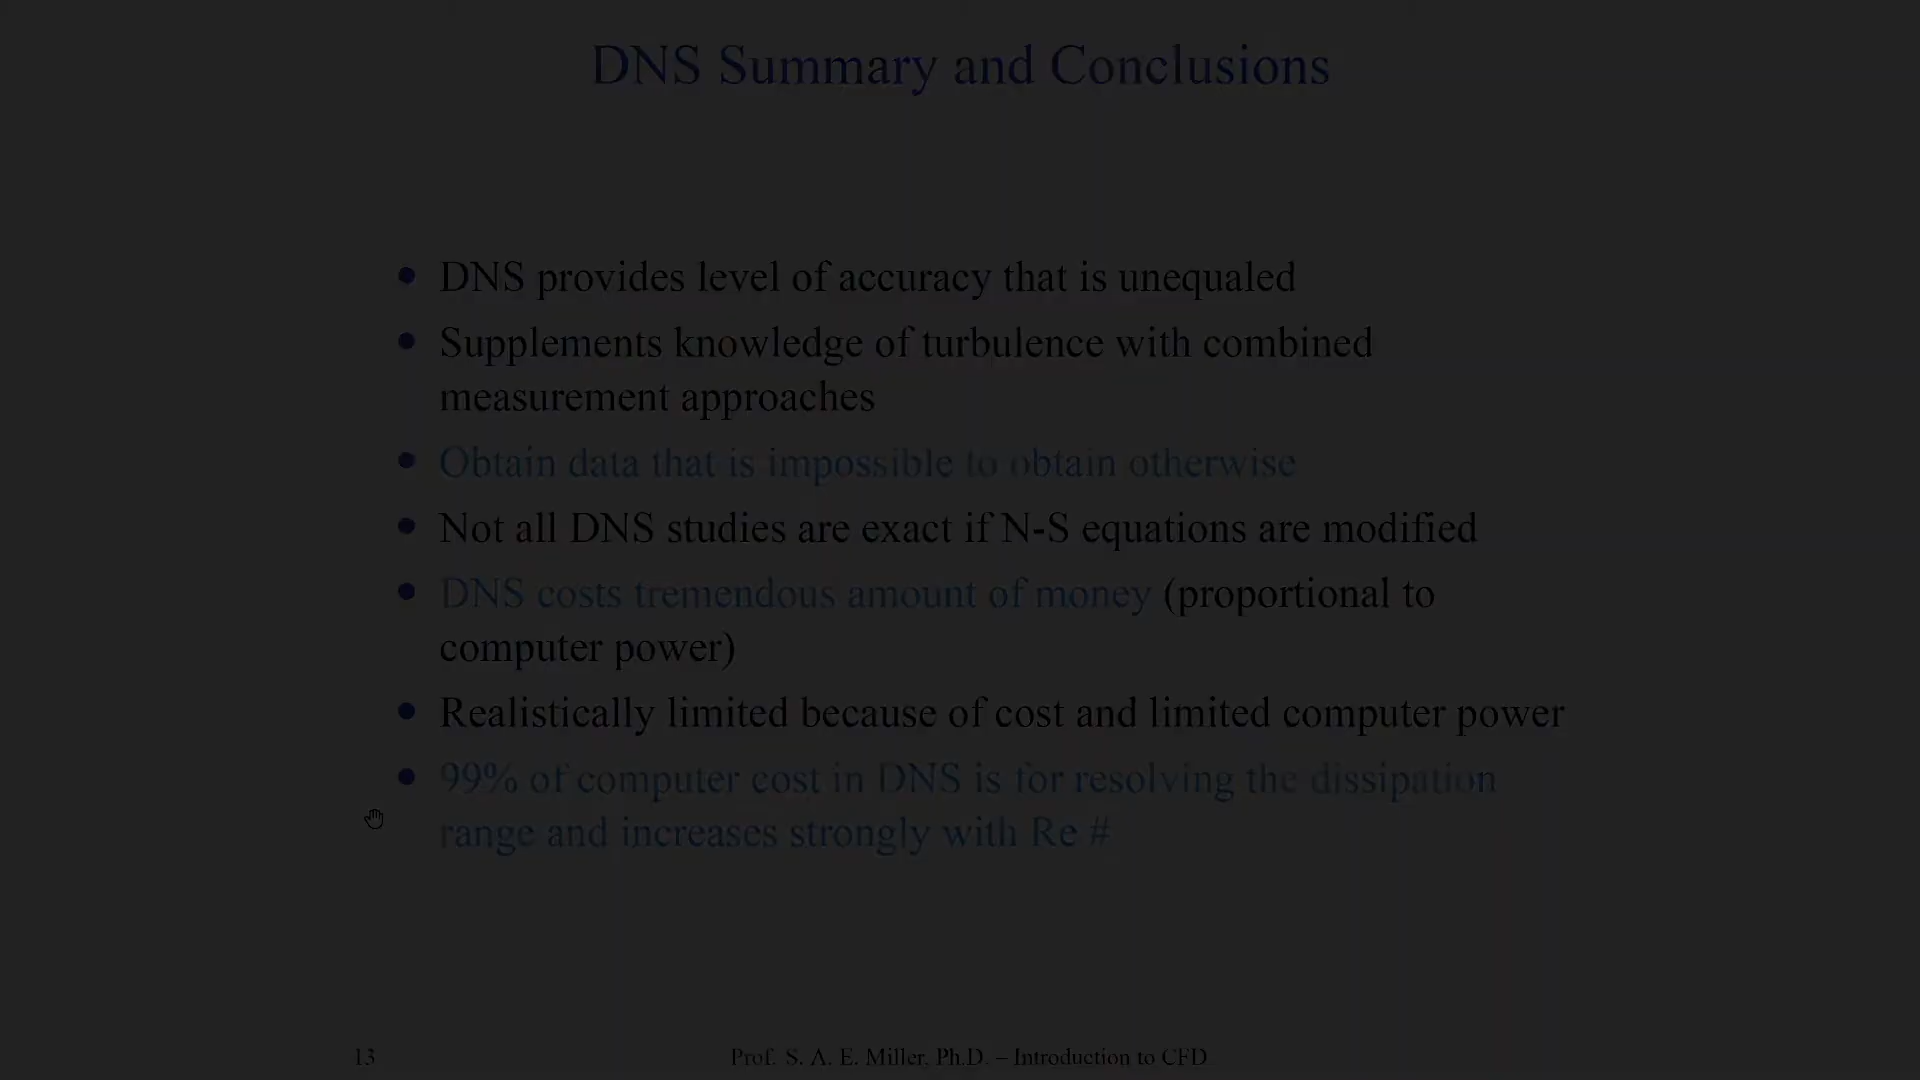 DNS Summary and Conclusions
• DNS provides level of accuracy that is unequaled
• Supplements knowledge of turbulence with combined
measurement approaches
• Obtain data that is impossible to obtain otherwise
• Not all DNS studies are exact if N-S equations are modified
• DNS costs tremendous amount of money (proportional to
computer power)
• Realistically limited because of cost and limited computer power
• 99% of computer cost in DNS is for resolving the dissipation
range and increases strongly with Re #
13
Prof. S. A. E. Miller, Ph.D. – Introduction to CFD